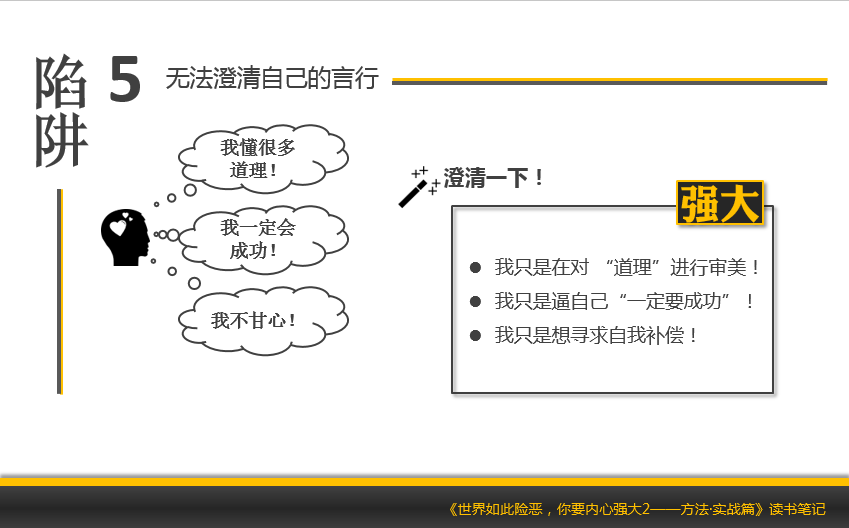 陷阱
5
无法澄清自己的言行
我懂很多
道理！
我一定会
成功！
我不甘心！
澄清一下！
强大
● 我只是在对 “道理”进行审美！
● 我只是逼自己“一定要成功” ！
● 我只是想寻求自我补偿！
《世界如此险恶，你要内心强大2——方法·实战篇》读书笔记